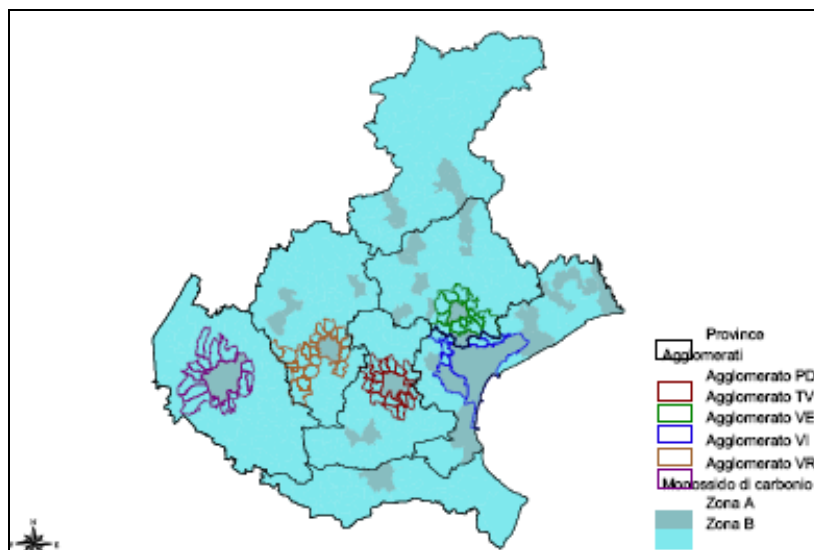 Province
Agglomerati
Agglomerato PD
Agglomerato TV
Agglomerato VE
Agglomerato VI
Agglomerato VR
Monossido di carbonio
Zona A
Zona B